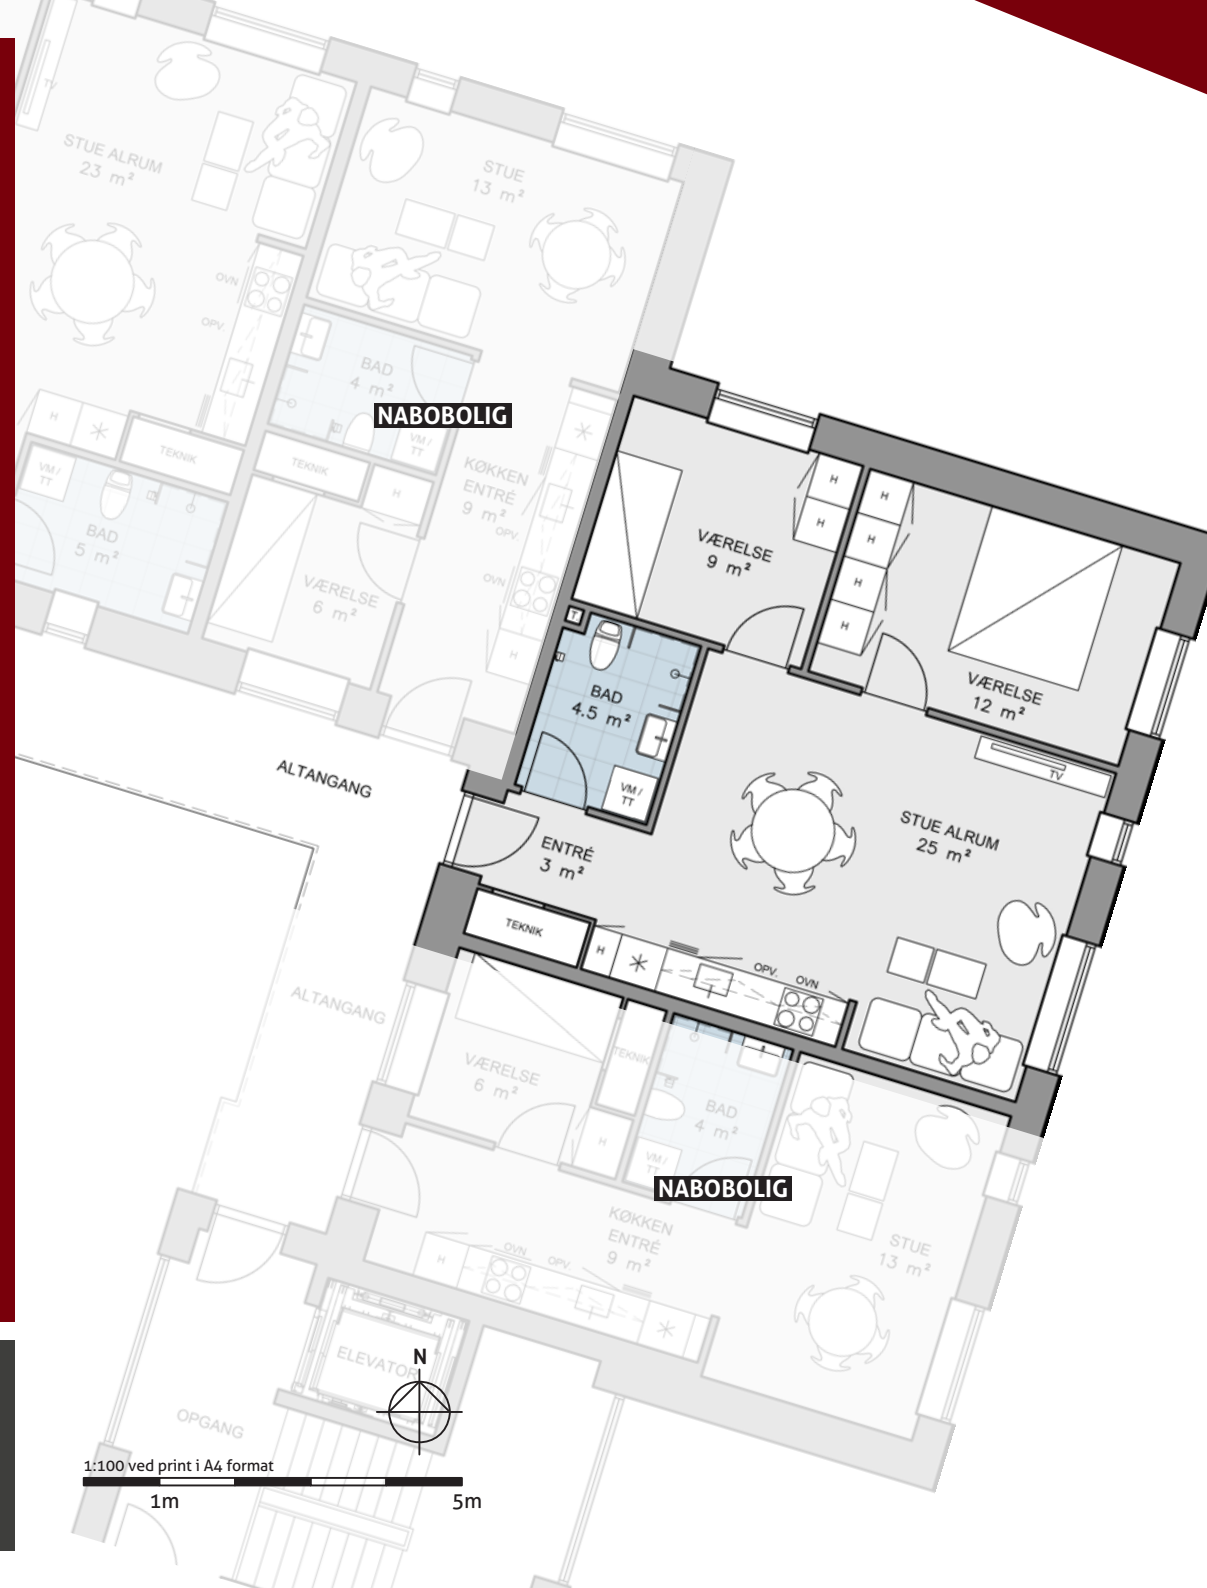 TV
STUE ALRUM
23 m²
STUE
13 m²
OVN
OPV.
BAD
4 m²
NABOBOLIG
VM /
TT
H
TEKNIK
TEKNIK
H
VM /
TT
BAD
5 m²
KØKKEN
ENTRÉ
9 m²
OPV
OVN
H
VÆRELSE
6 m²
VÆRELSE
9 m²
H
H
H
H
H
H
VÆRELSE
12 m²
T
BAD
4.5 m²
VM /
TT
TV
STUE ALRUM
25 m²
ALTANGANG
ENTRÉ
3 m²
TEKNIK
H
OPV.
OVN
ALTANGANG
VÆRELSE
6 m²
TEKNIK
H
BAD
4 m²
VM /
TT
NABOBOLIG
KØKKEN
ENTRÉ
9 m²
H
OVN
OPV
STUE
13 m²
ELEVATOR
N
OPGANG
1:100 ved print i A4 format
1m
5m